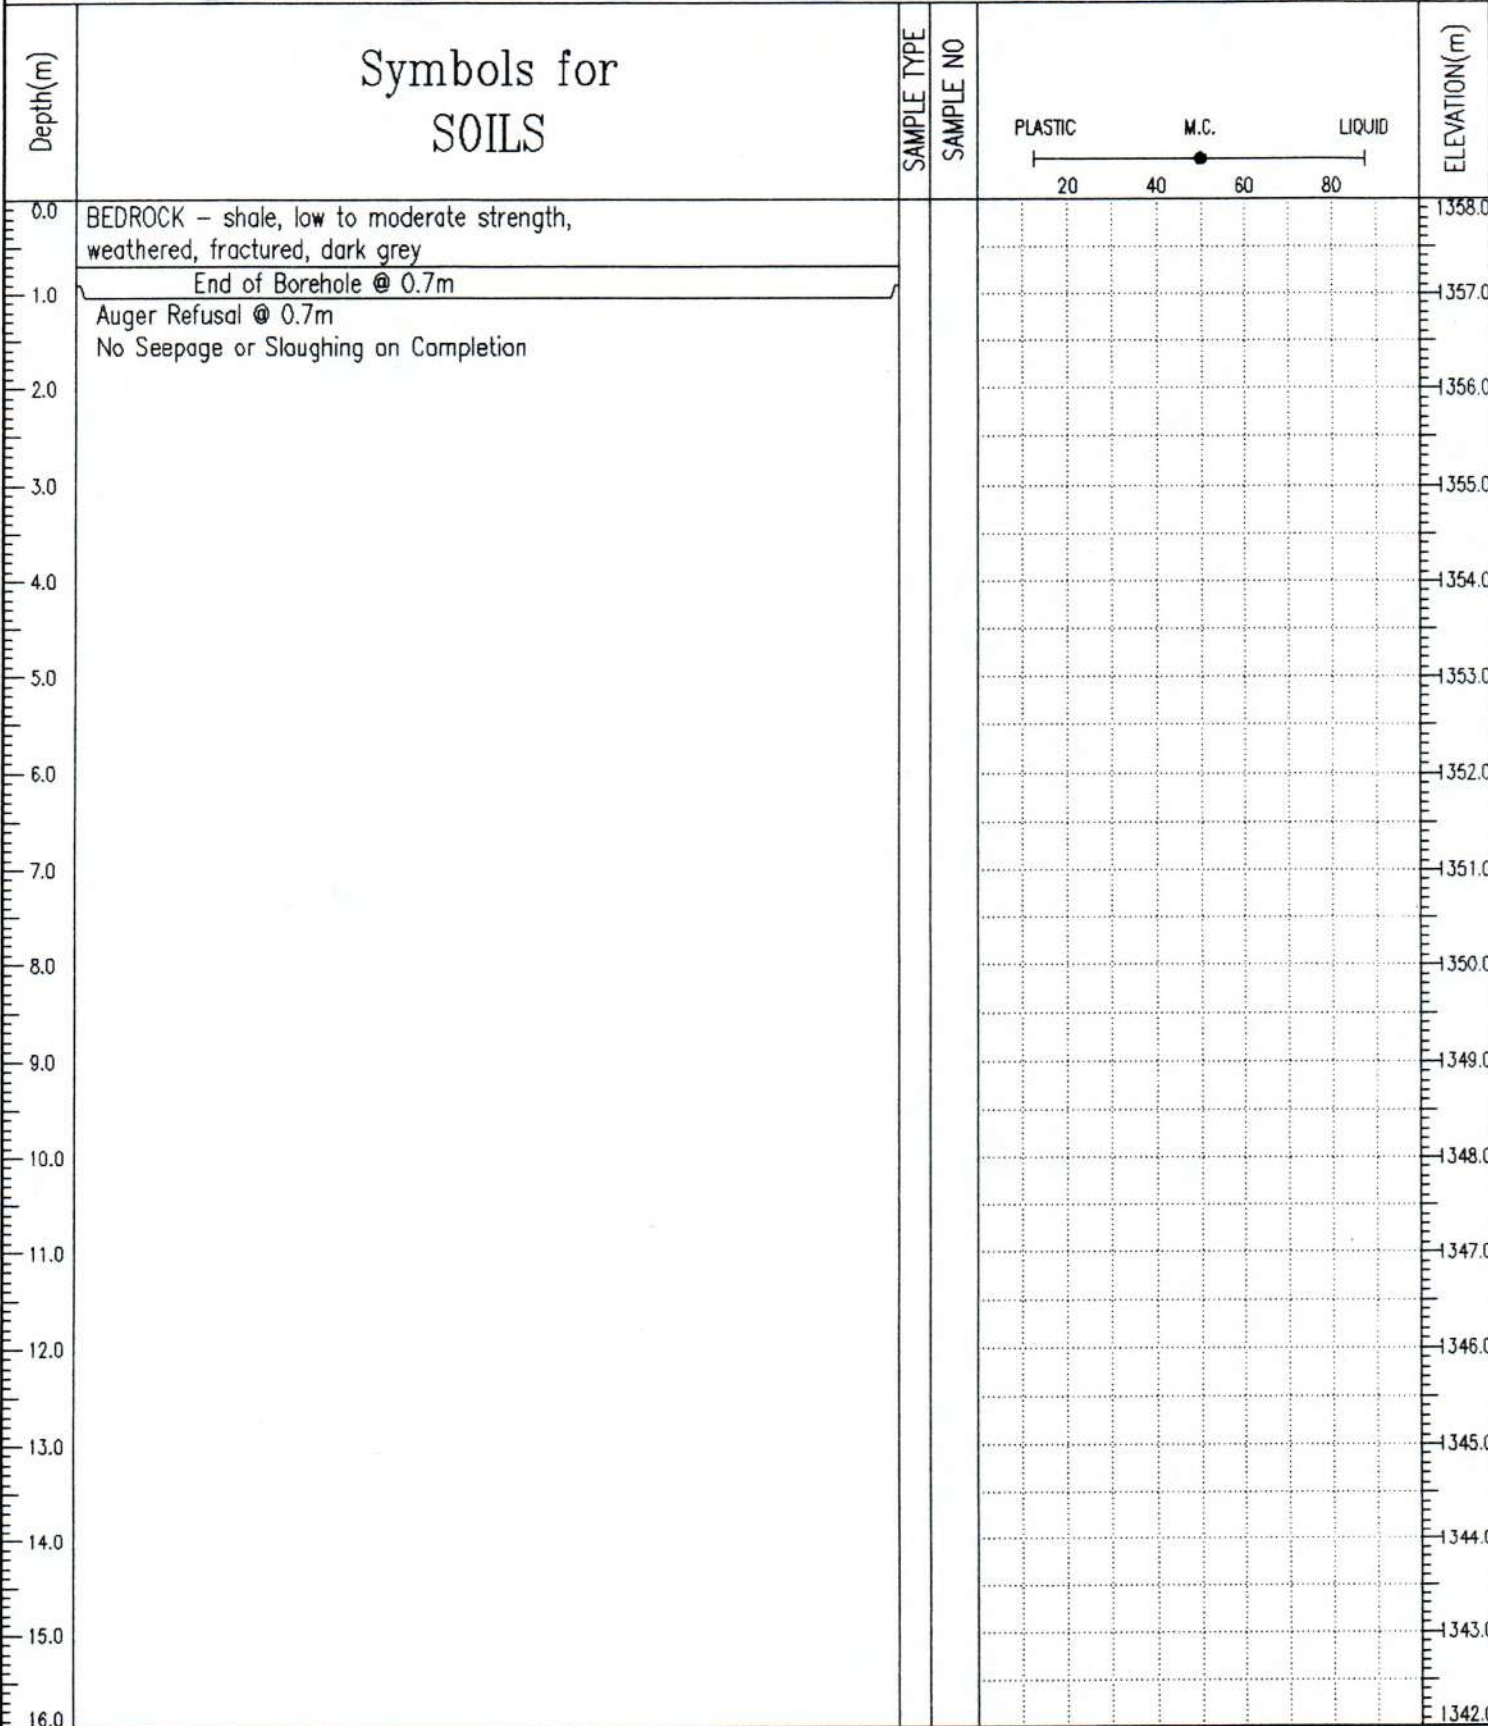 Depth(m)
Symbols for
SOILS
SAMPLE TYPE
SAMPLE NO
PLASTIC M.C. LIQUID
20 40 60 80
ELEVATION(m)
0.0
BEDROCK – shale, low to moderate strength,
weathered, fractured, dark grey
End of Borehole @ 0.7m
Auger Refusal @ 0.7m
No Seepage or Sloughing on Completion
1.0
2.0
3.0
4.0
5.0
6.0
7.0
8.0
9.0
10.0
11.0
12.0
13.0
14.0
15.0
16.0
1358.0
1357.0
1356.0
1355.0
1354.0
1353.0
1352.0
1351.0
1350.0
1349.0
1348.0
1347.0
1346.0
1345.0
1344.0
1343.0
1342.0